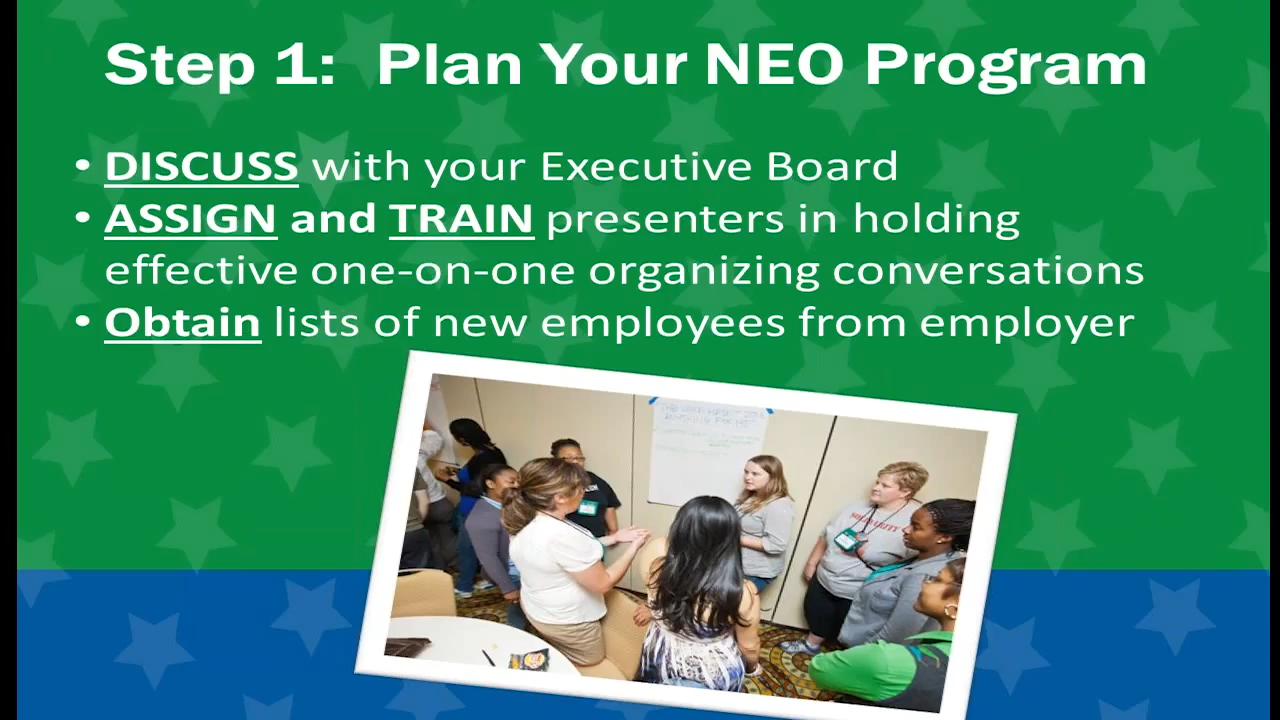 Step 1: Plan Your NEO Program
• DISCUSS with your Executive Board
• ASSIGN and TRAIN presenters in holding
effective one-on-one organizing conversations
• Obtain lists of new employees from employer
SOLIDARITY